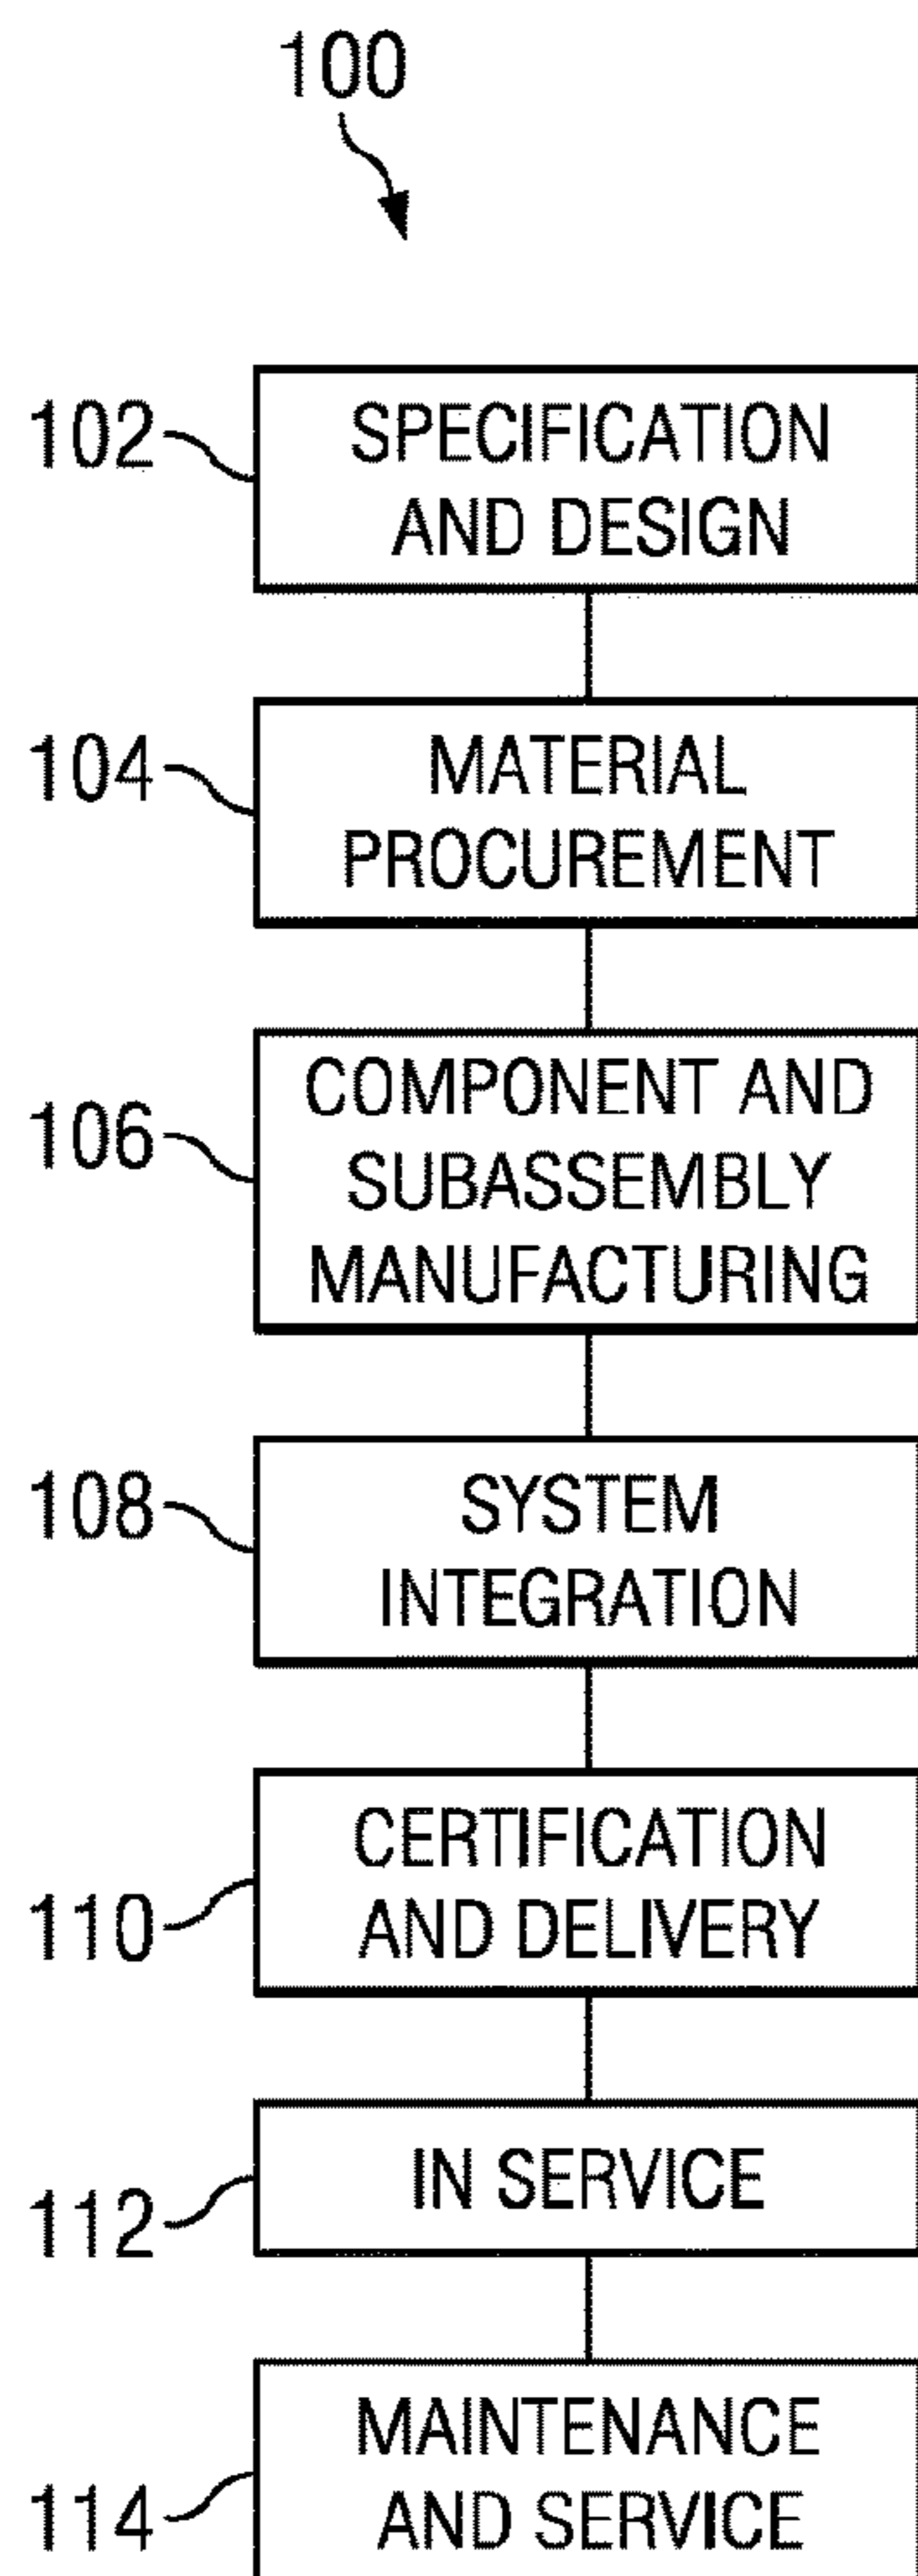 100
102
SPECIFICATION
AND DESIGN
104
MATERIAL
PROCUREMENT
106
COMPONENT AND
SUBASSEMBLY
MANUFACTURING
108
SYSTEM
INTEGRATION
110
CERTIFICATION
AND DELIVERY
112
IN SERVICE
114
MAINTENANCE
AND SERVICE